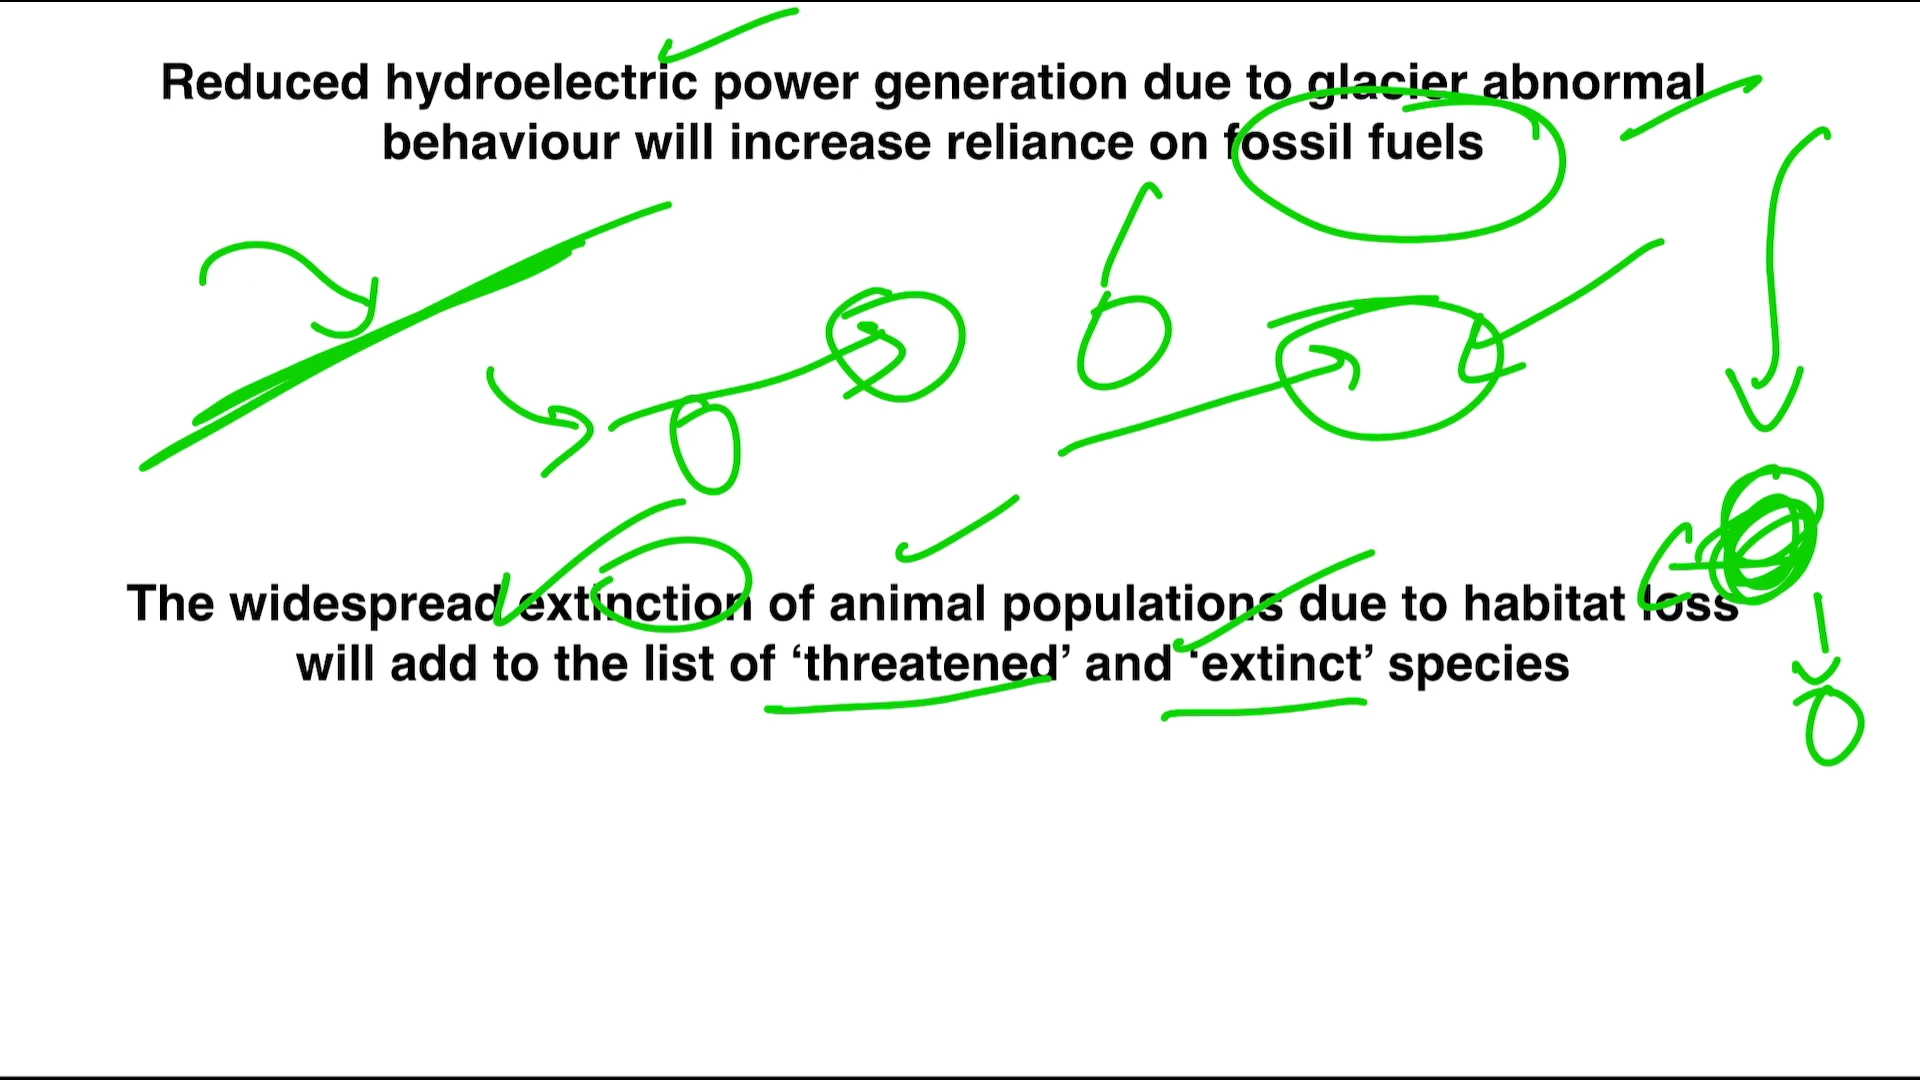 Reduced hydroelectric power generation due to glacier abnormal
behaviour will increase reliance on fossil fuels
The widespread extinction of animal populations due to habitat loss
will add to the list of ‘threatened’ and ‘extinct’ species